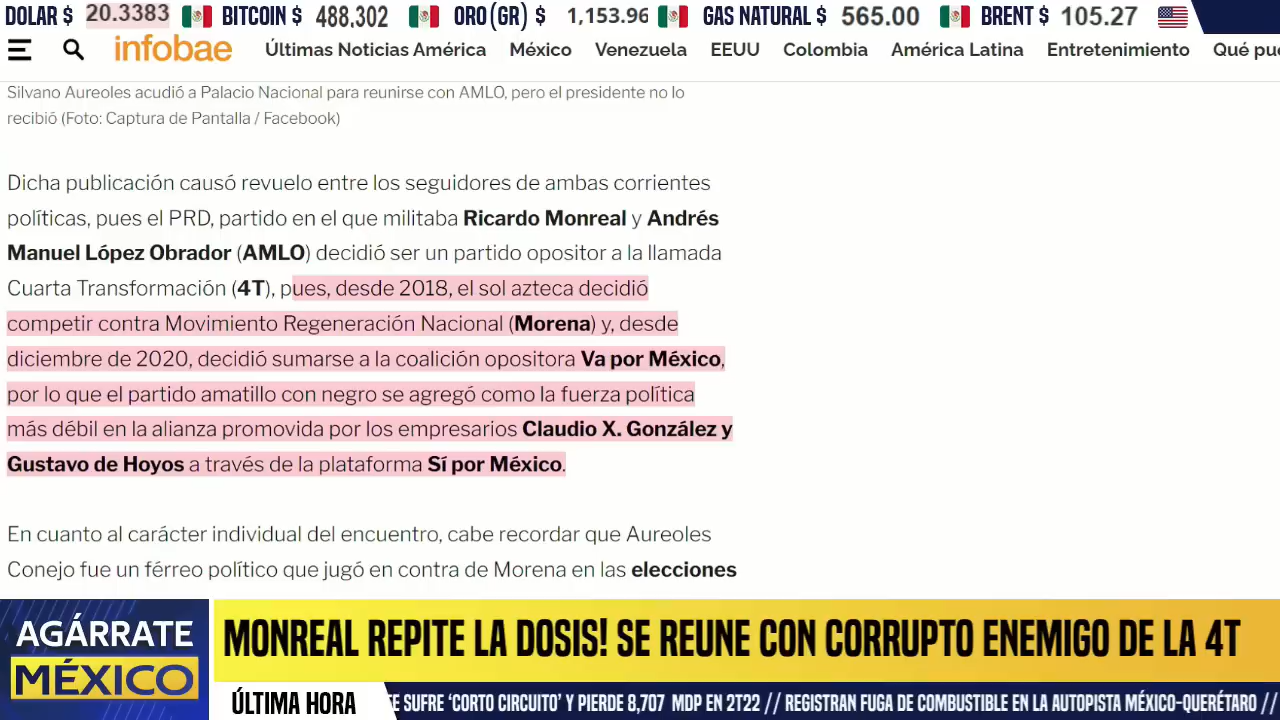 DOLAR $ 20.3383 BITCOIN $ 488,302 ORO(GR) $ 1,153.96 GAS NATURAL $ 565.00 BRENT $ 105.27
infobae Últimas Noticias América México Venezuela EEUU Colombia América Latina Entretenimiento Qué pue
Silvano Aureoles acudió a Palacio Nacional para reunirse con AMLO, pero el presidente no lo
recibió (Foto: Captura de Pantalla / Facebook)
Dicha publicación causó revuelo entre los seguidores de ambas corrientes
políticas, pues el PRD, partido en el que militaba Ricardo Monreal y Andrés
Manuel López Obrador (AMLO) decidió ser un partido opositor a la llamada
Cuarta Transformación (4T), pues, desde 2018, el sol azteca decidió
competir contra Movimiento Regeneración Nacional (Morena) y, desde
diciembre de 2020, decidió sumarse a la coalición opositora Va por México,
por lo que el partido amatillo con negro se agregó como la fuerza política
más débil en la alianza promovida por los empresarios Claudio X. González y
Gustavo de Hoyos a través de la plataforma Sí por México.
En cuanto al carácter individual del encuentro, cabe recordar que Aureoles
Conejo fue un férreo político que jugó en contra de Morena en las elecciones
AGÁRRATE
MÉXICO
MONREAL REPITE LA DOSIS! SE REUNE CON CORRUPTO ENEMIGO DE LA 4T
ÚLTIMA HORA
FE SUFRE ‘CORTO CIRCUITO’ Y PIERDE 8,707 MDP EN 2T22 // REGISTRAN FUGA DE COMBUSTIBLE EN LA AUTOPISTA MÉXICO-QUERÉTARO //